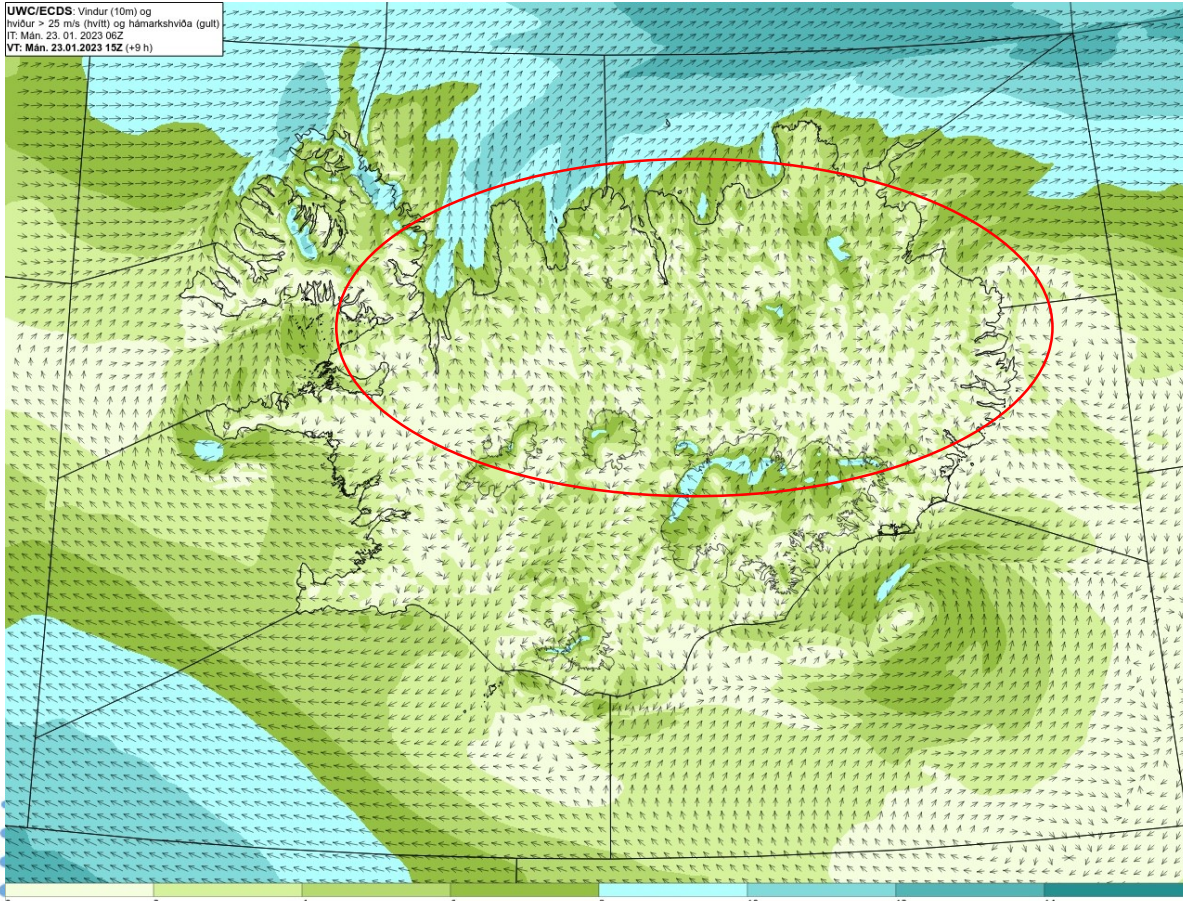 UWC/ECDS: Vindur (10m) og
hviður > 25 m/s (hvítt) og hámarkshviða (gult)
IT: Mán. 23. 01. 2023 06Z
VT: Mán. 23.01.2023 15Z (+9 h)